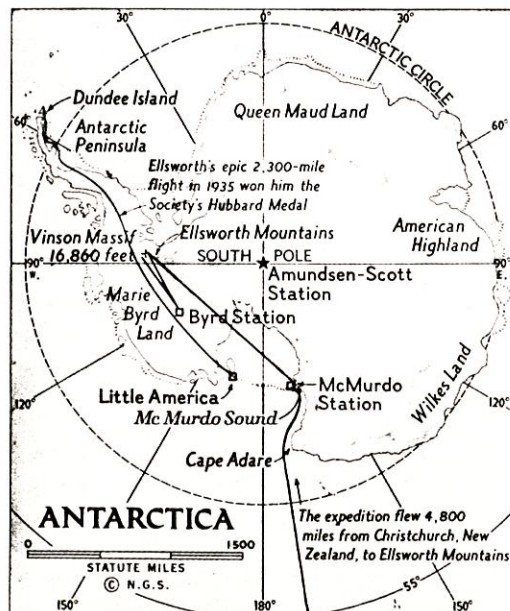 30°
0°
30°
ANTARCTIC CIRCLE
Dundee Island
60°
Antarctic
Peninsula
Queen Maud Land
60°
Ellsworth's epic 2,300-mile
flight in 1935 won him the
Society's Hubbard Medal
American
Highland
Vinson Massif
16,860 feet
Ellsworth Mountains
SOUTH POLE
90°
W.
90°
E.
Amundsen-Scott
Station
Marie
Byrd
Land
Byrd Station
Little America
McMurdo Sound
McMurdo
Station
Wilkes Land
120°
120°
Cape Adare
ANTARCTICA
0
1500
STATUTE MILES
© N.G.S.
The expedition flew 4,800
miles from Christchurch, New
Zealand, to Ellsworth Mountains
150°
180°
55°
150°